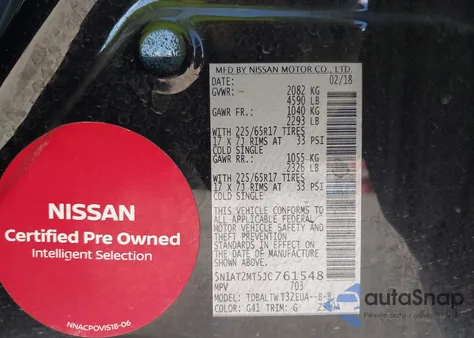 MFD BY NISSAN MOTOR CO., LTD.
DATE: 02/18
GVWR: 2082 KG
4590 LB
GAWR FR.: 1040 KG
2293 LB
WITH 225/65R17 TIRES
17 X 7J RIMS AT 33 PSI
COLD SINGLE
GAWR RR.: 1055 KG
2326 LB
WITH 225/65R17 TIRES
17 X 7J RIMS AT 33 PSI
COLD SINGLE
THIS VEHICLE CONFORMS TO
ALL APPLICABLE FEDERAL
MOTOR VEHICLE SAFETY AND
THEFT PREVENTION
STANDARDS IN EFFECT ON
THE DATE OF MANUFACTURE
SHOWN ABOVE.
5N1AT2MT5JC761548
MPV 703
MODEL: TDBALTWT32EUA--B-B
COLOR: G41 TRIM: G
NISSAN
Certified Pre Owned
Intelligent Selection
NNACPOVIS18-06
autoSnap
Pewne auto z